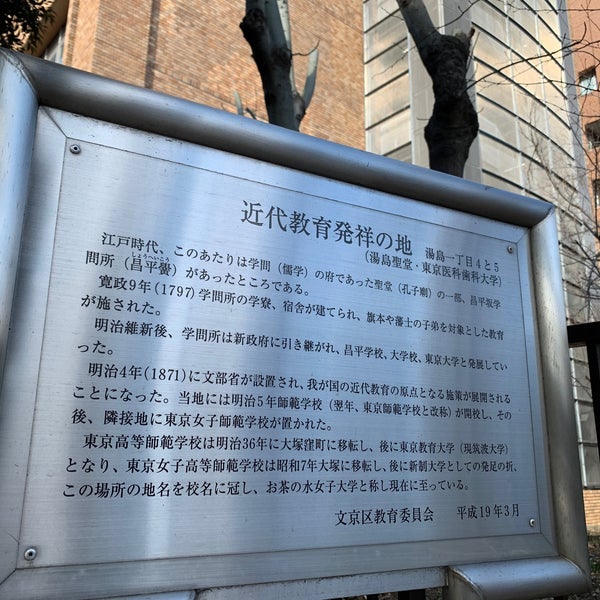 近代教育発祥の地
湯島一丁目4と5
(湯島聖堂・東京医科歯科大学)
江戸時代、このあたりは学問(儒学)の府であった聖堂(孔子廟)の一部、昌平坂学
問所(昌平黌)があったところである。
しょうへいこう
寛政9年(1797)学問所の学寮、宿舎が建てられ、旗本や藩士の子弟を対象とした教育
が施された。
明治維新後、学問所は新政府に引き継がれ、昌平学校、大学校、東京大学と発展してい
った。
明治4年(1871)に文部省が設置され、我が国の近代教育の原点となる施策が展開される
ことになった。当地には明治5年師範学校(翌年、東京師範学校と改称)が開校し、その
後、隣接地に東京女子師範学校が置かれた。
東京高等師範学校は明治36年に大塚窪町に移転し、後に東京教育大学(現筑波大学)
となり、東京女子高等師範学校は昭和7年大塚に移転し、後に新制大学としての発足の折、
この場所の地名を校名に冠し、お茶の水女子大学と称し現在に至っている。
文京区教育委員会 平成19年3月